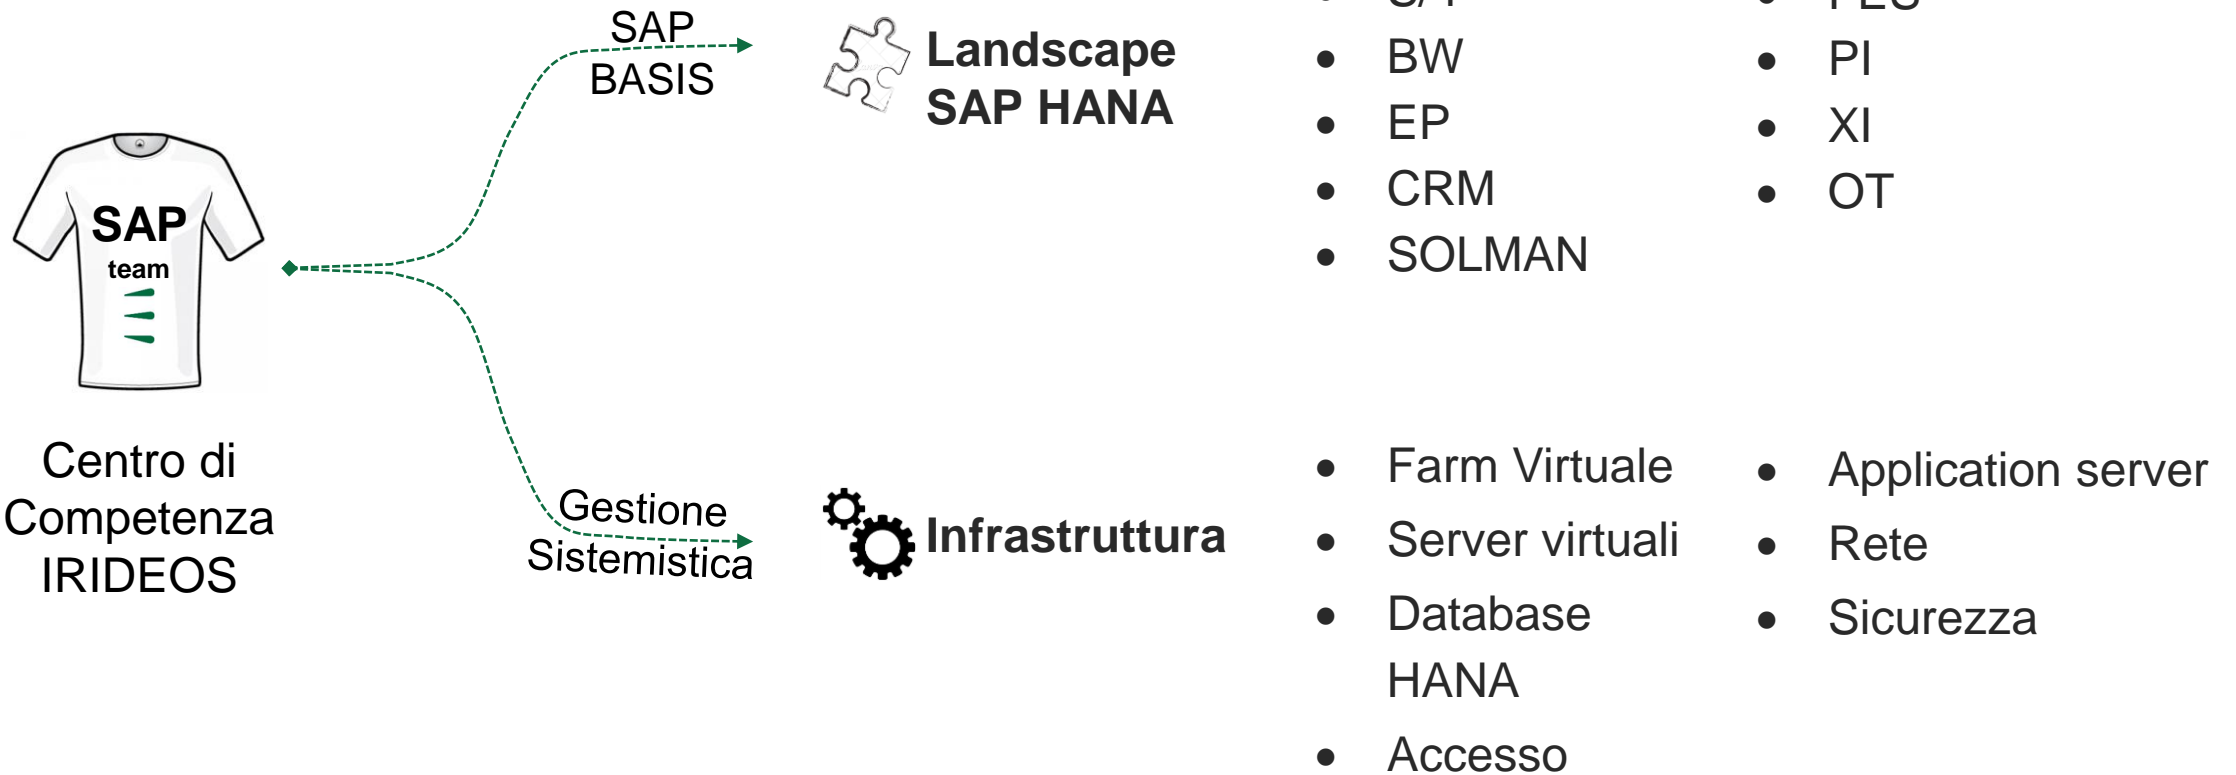 SAP
BASIS
Landscape
SAP HANA
BW
EP
CRM
SOLMAN
PI
XI
OT
SAP
team
Centro di
Competenza
IRIDEOS
Gestione
Sistemistica
Infrastruttura
Farm Virtuale
Server virtuali
Database
HANA
Accesso
Application server
Rete
Sicurezza